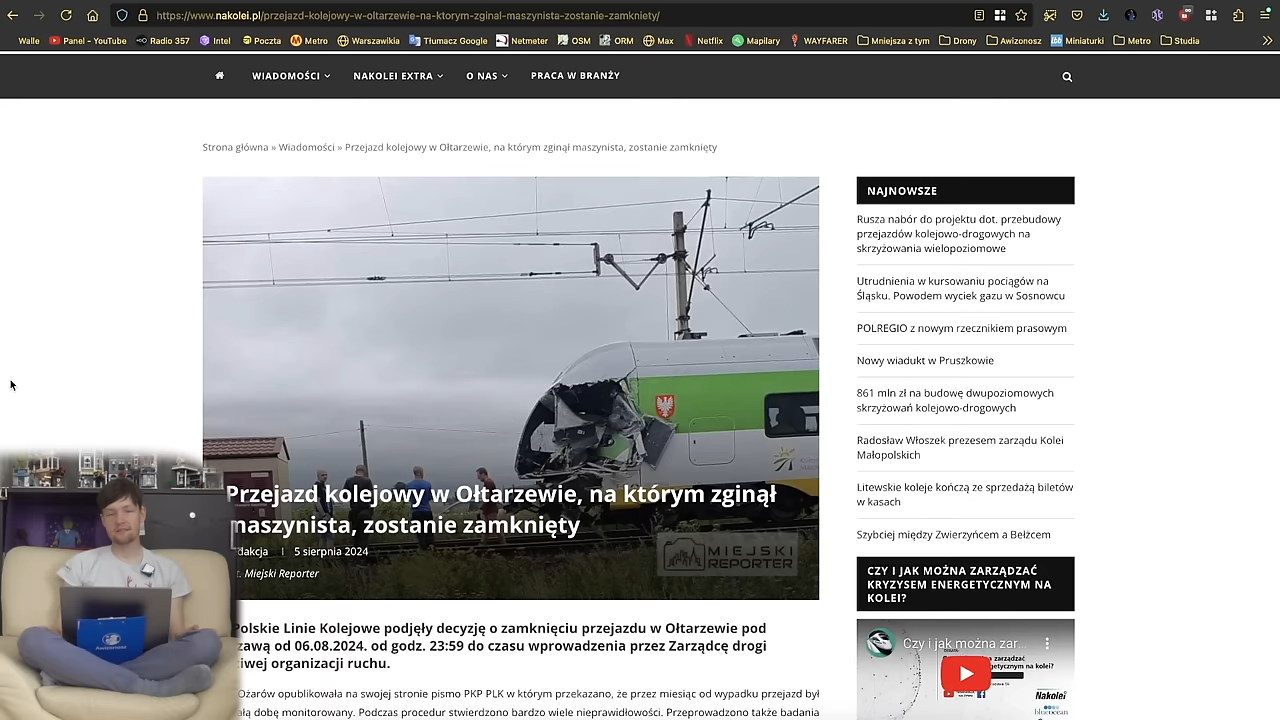 https://www.nakolei.pl/przejazd-kolejowy-w-oltarzewie-na-ktorym-zginal-maszynista-zostanie-zamkniety/
Walle Panel - YouTube Radio 357 Intel Poczta Metro Warszawikia Tłumacz Google Netmeter OSM ORM Max Netflix Mapilary WAYFARER Mniejsza z tym Drony Awizonosz Miniaturki Metro Studia
WIADOMOŚCI NAKOLEI EXTRA O NAS PRACA W BRANŻY
Strona główna » Wiadomości » Przejazd kolejowy w Ołtarzewie, na którym zginął maszynista, zostanie zamknięty
Przejazd kolejowy w Ołtarzewie, na którym zginął
maszynista, zostanie zamknięty
dakcja | 5 sierpnia 2024
t. Miejski Reporter
MIEJSKI
REPORTER
Polskie Linie Kolejowe podjęły decyzję o zamknięciu przejazdu w Ołtarzewie pod
zawą od 06.08.2024. od godz. 23:59 do czasu wprowadzenia przez Zarządcę drogi
ciwej organizacji ruchu.
Ożarów opublikowała na swojej stronie pismo PKP PLK w którym przekazano, że przez miesiąc od wypadku przejazd był
dobę monitorowany. Podczas procedur stwierdzono bardzo wiele nieprawidłowości. Przeprowadzono także badania
NAJNOWSZE
Rusza nabór do projektu dot. przebudowy
przejazdów kolejowo-drogowych na
skrzyżowania wielopoziomowe
Utrudnienia w kursowaniu pociągów na
Śląsku. Powodem wyciek gazu w Sosnowcu
POLREGIO z nowym rzecznikiem prasowym
Nowy wiadukt w Pruszkowie
861 mln zł na budowę dwupoziomowych
skrzyżowań kolejowo-drogowych
Radosław Włoszek prezesem zarządu Kolei
Małopolskich
Litewskie koleje kończą ze sprzedażą biletów
w kasach
Szybciej między Zwierzyńcem a Bełżcem
CZY I JAK MOŻNA ZARZĄDZAĆ
KRYZYSEM ENERGETYCZNYM NA
KOLEI?
Czy i jak można zar...
zarządzać
energetycznym na kolei?
Nakolei
blueocean